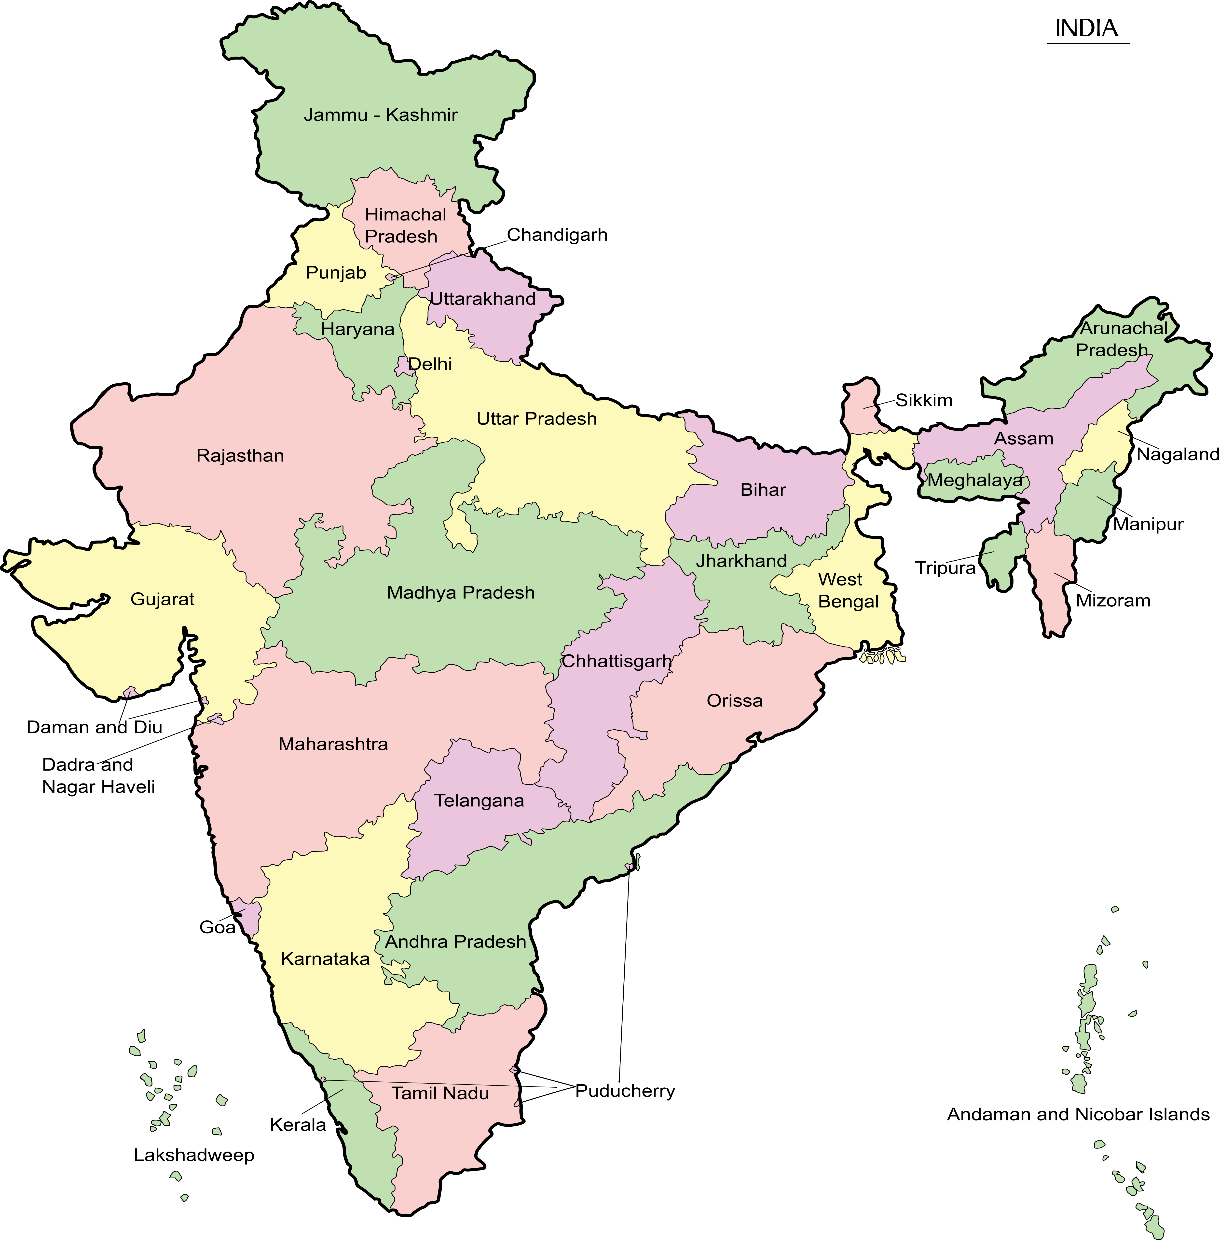 INDIA
Jammu - Kashmir
Himachal
Pradesh
Chandigarh
Punjab
Uttarakhand
Haryana
Delhi
Arunachal
Pradesh
Sikkim
Uttar Pradesh
Assam
Rajasthan
Nagaland
Meghalaya
Bihar
Manipur
Jharkhand
Tripura
West
Bengal
Madhya Pradesh
Gujarat
Mizoram
Chhattisgarh
Orissa
Daman and Diu
Maharashtra
Dadra and
Nagar Haveli
Telangana
Goa
Andhra Pradesh
Karnataka
Puducherry
Tamil Nadu
Kerala
Andaman and Nicobar Islands
Lakshadweep